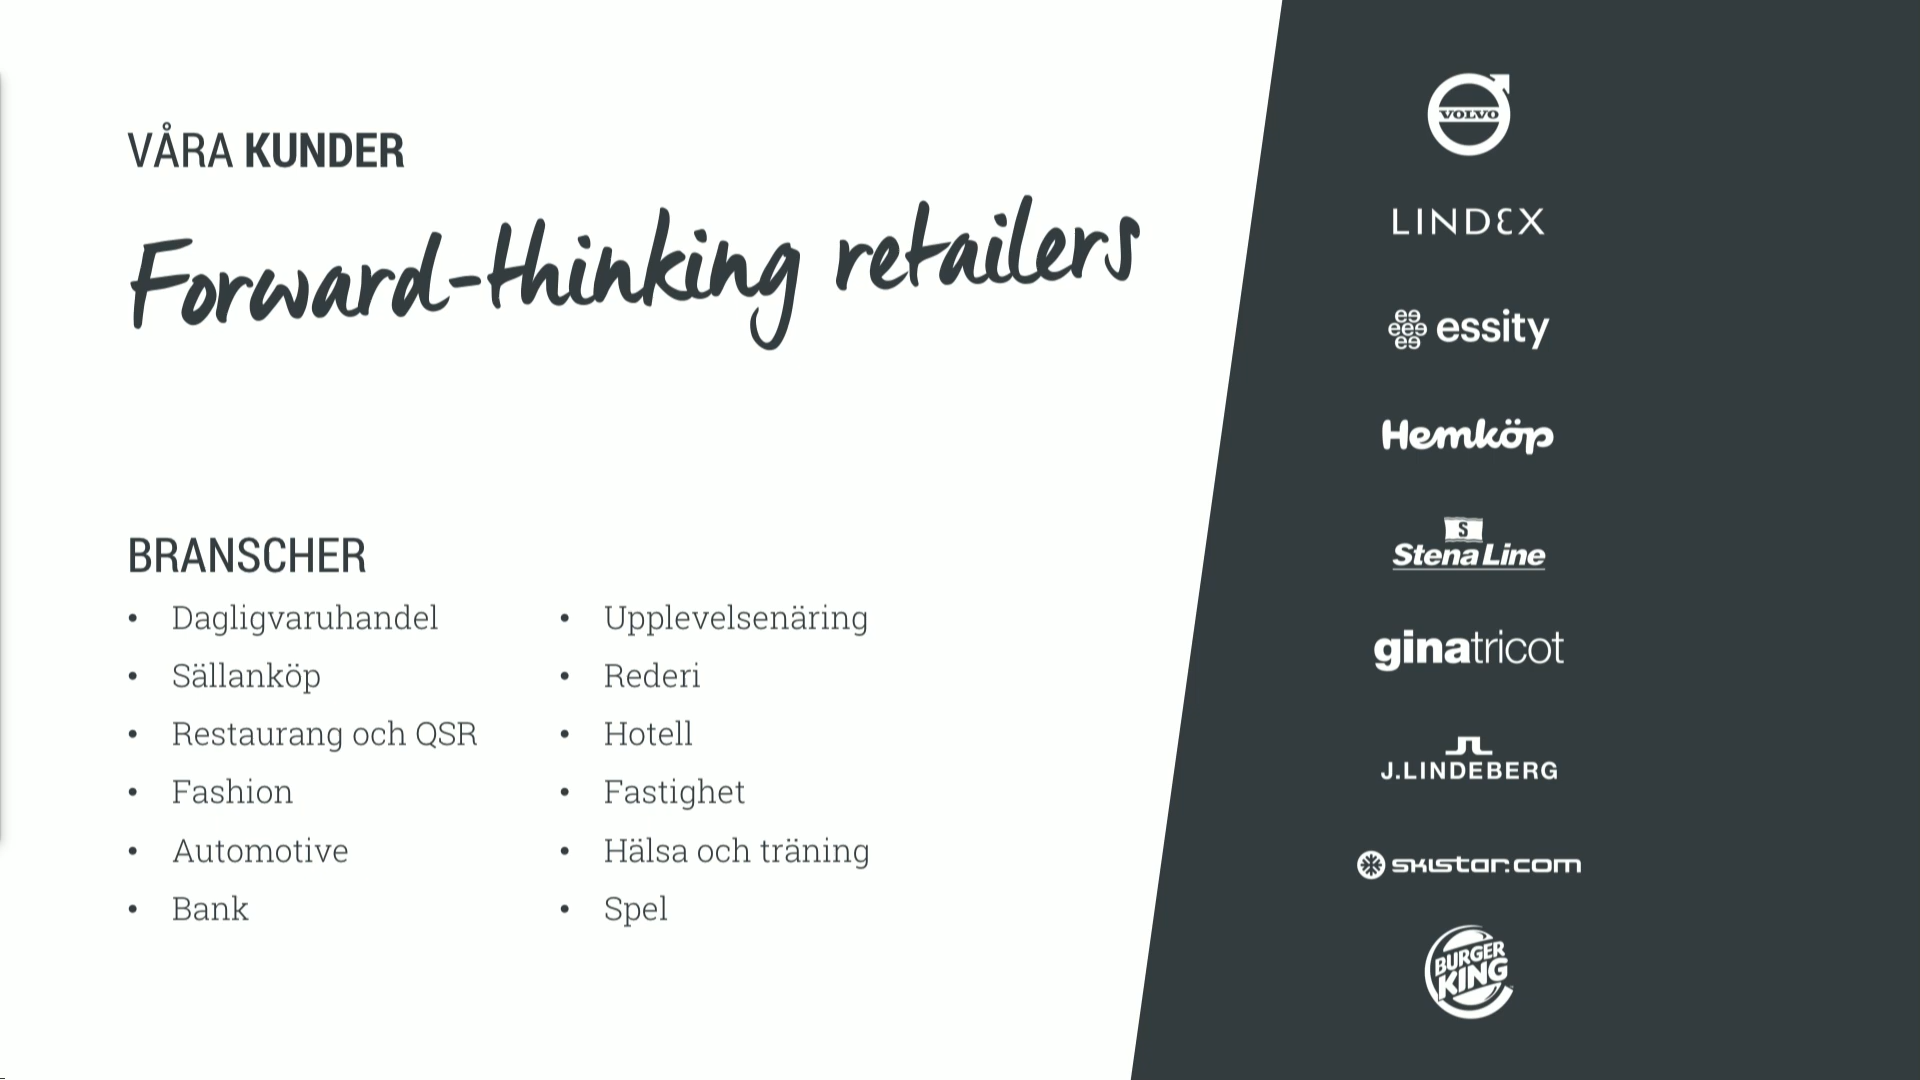 VÅRA KUNDER
Forward-thinking retailers
BRANSCHER
• Dagligvaruhandel
• Sällanköp
• Restaurang och QSR
• Fashion
• Automotive
• Bank
• Upplevelsenäring
• Rederi
• Hotell
• Fastighet
• Hälsa och träning
• Spel
VOLVO
LINDEX
essity
Hemköp
S
Stena Line
ginatricot
J.LINDEBERG
skistar.com
BURGER
KING